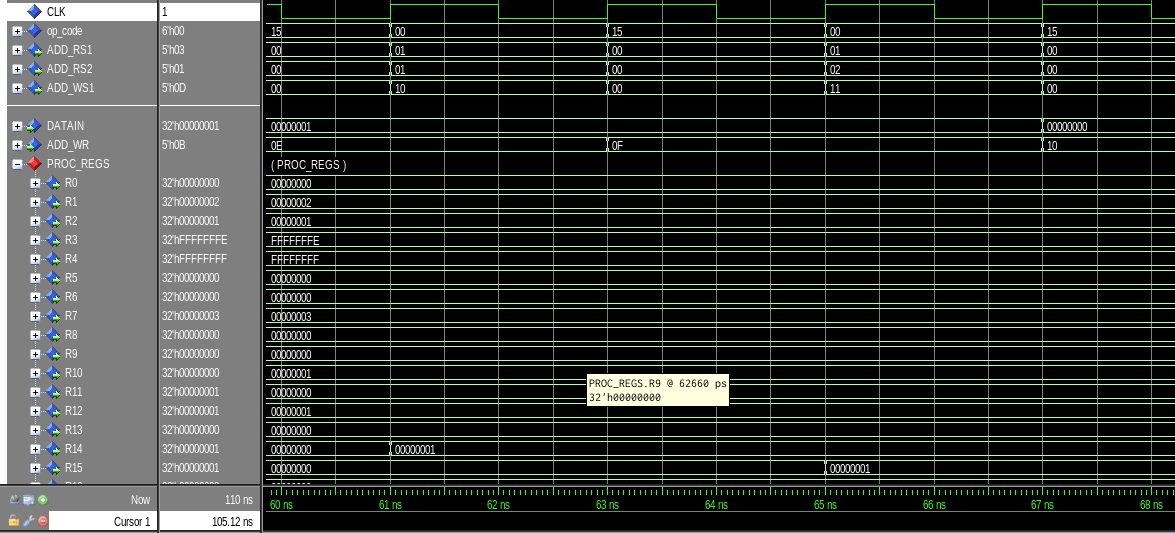 CLK 1
op_code 6'h00 15 00 15 00 15
ADD_RS1 5'h03 00 01 00 01 00
ADD_RS2 5'h01 00 01 00 02 00
ADD_WS1 5'h0D 00 10 00 11 00
DATAIN 32'h00000001 00000001 00000000
ADD_WR 5'h0B 0E 0F 10
PROC_REGS ( PROC_REGS )
R0 32'h00000000 00000000
R1 32'h00000002 00000002
R2 32'h00000001 00000001
R3 32'hFFFFFFFE FFFFFFFE
R4 32'hFFFFFFFF FFFFFFFF
R5 32'h00000000 00000000
R6 32'h00000000 00000000
R7 32'h00000003 00000003
R8 32'h00000000 00000000
R9 32'h00000000 00000000
R10 32'h00000001 00000001
R11 32'h00000001 00000000
R12 32'h00000001 00000001
R13 32'h00000000 00000000
R14 32'h00000001 00000000 00000001
R15 32'h00000001 00000000 00000001
PROC_REGS.R9 @ 62660 ps
32'h00000000
Now 110 ns 60 ns 61 ns 62 ns 63 ns 64 ns 65 ns 66 ns 67 ns 68 ns
Cursor 1 105.12 ns